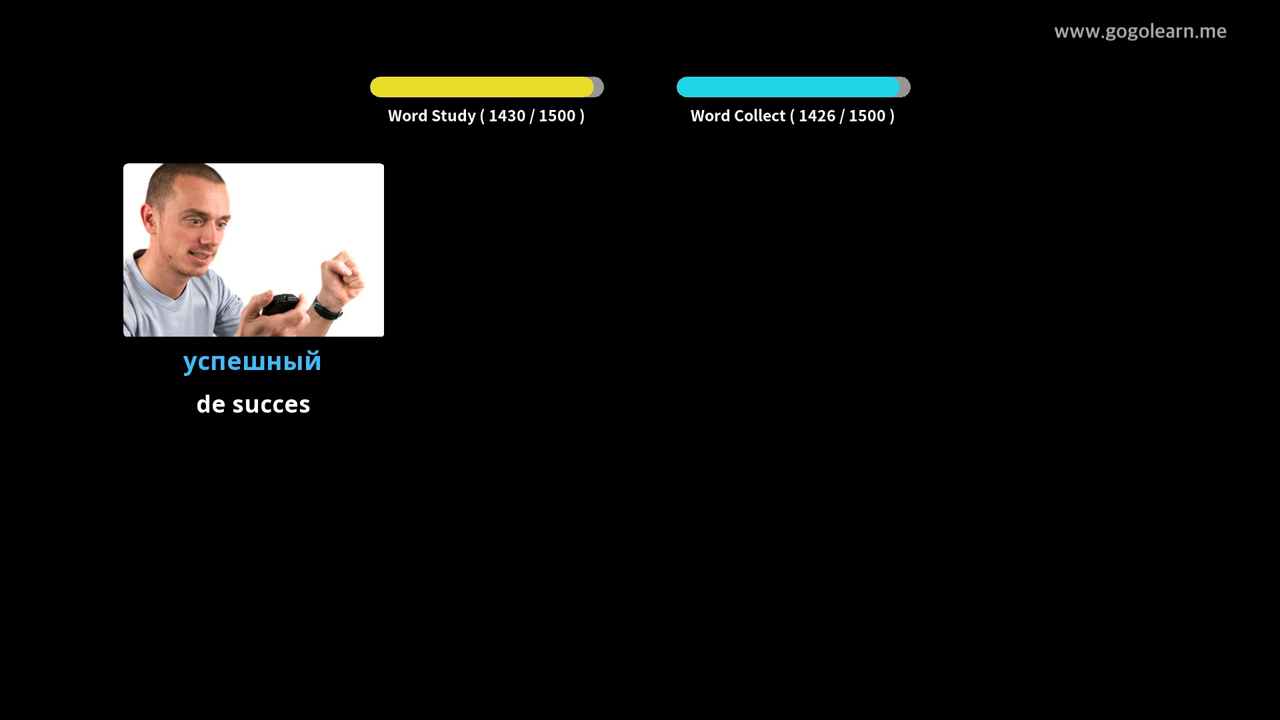 www.gogolearn.me
Word Study ( 1430 / 1500 )
Word Collect ( 1426 / 1500 )
успешный
de succes